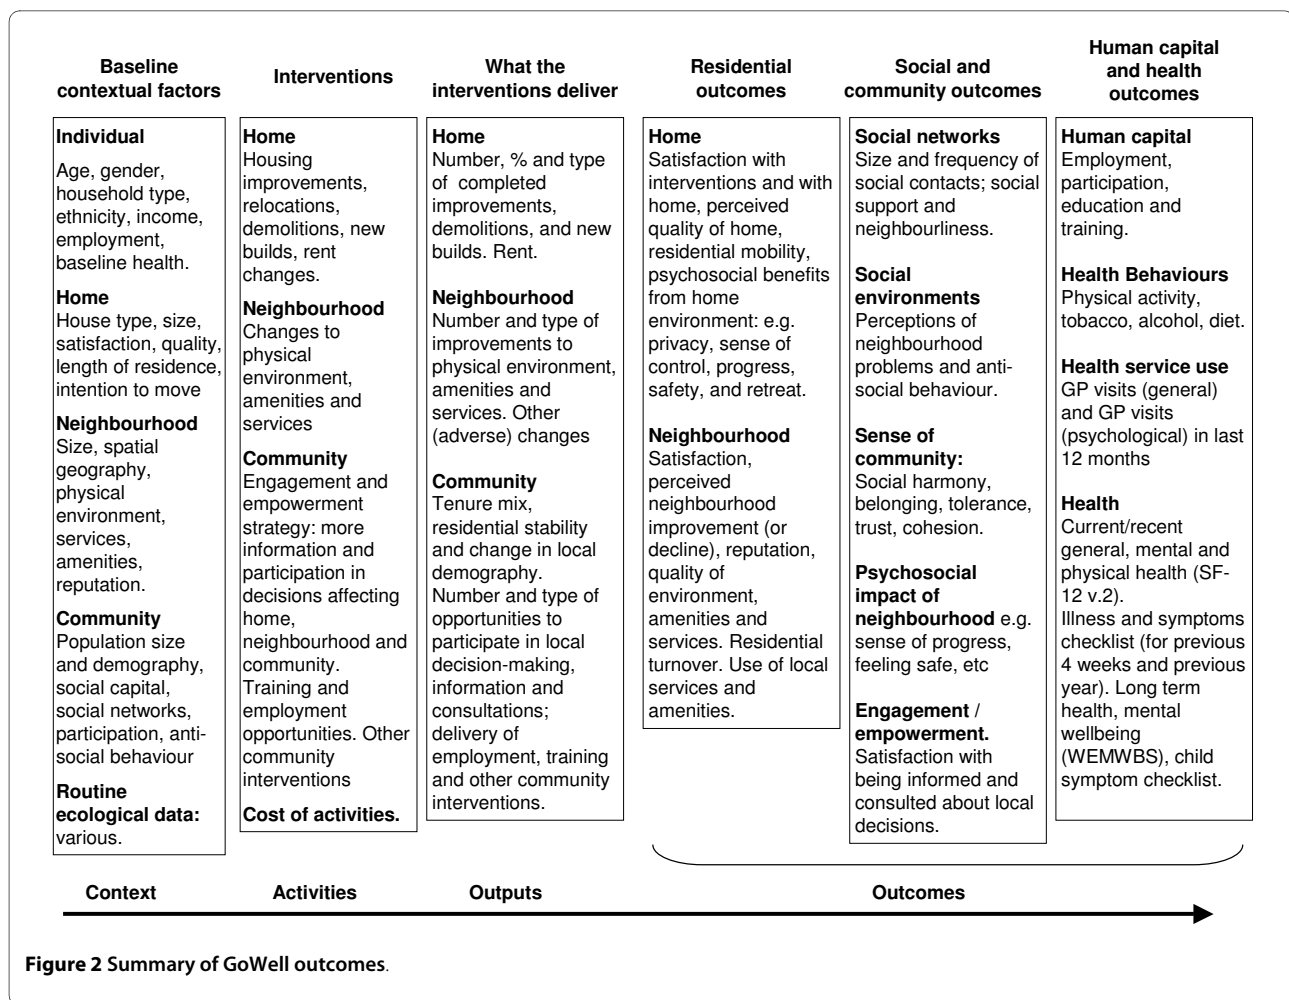 Baseline
contextual factors
Individual
Age, gender,
household type,
ethnicity, income,
employment,
baseline health.
Home
House type, size,
satisfaction, quality,
length of residence,
intention to move
Neighbourhood
Size, spatial
geography,
physical
environment,
services,
amenities,
reputation.
Community
Population size
and demography,
social capital,
social networks,
participation, anti-
social behaviour
Routine
ecological data:
various.
Interventions
Home
Housing
improvements,
relocations,
demolitions, new
builds, rent
changes.
Neighbourhood
Changes to
physical
environment,
amenities and
services
Community
Engagement and
empowerment
strategy: more
information and
participation in
decisions affecting
home,
neighbourhood and
community.
Training and
employment
opportunities. Other
community
interventions
Cost of activities.
What the
interventions deliver
Home
Number, % and type
of completed
improvements,
demolitions, and new
builds. Rent.
Neighbourhood
Number and type of
improvements to
physical environment,
amenities and
services. Other
(adverse) changes
Community
Tenure mix,
residential stability
and change in local
demography.
Number and type of
opportunities to
participate in local
decision-making,
information and
consultations;
delivery of
employment, training
and other community
interventions.
Residential
outcomes
Home
Satisfaction with
interventions and with
home, perceived
quality of home,
residential mobility,
psychosocial benefits
from home
environment: e.g.
privacy, sense of
control, progress,
safety, and retreat.
Neighbourhood
Satisfaction,
perceived
neighbourhood
improvement (or
decline), reputation,
quality of
environment,
amenities and
services. Residential
turnover. Use of local
services and
amenities.
Social and
community outcomes
Social networks
Size and frequency of
social contacts; social
support and
neighbourliness.
Social
environments
Perceptions of
neighbourhood
problems and anti-
social behaviour.
Sense of
community:
Social harmony,
belonging, tolerance,
trust, cohesion.
Psychosocial
impact of
neighbourhood e.g.
sense of progress,
feeling safe, etc
Engagement /
empowerment.
Satisfaction with
being informed and
consulted about local
decisions.
Human capital
and health
outcomes
Human capital
Employment,
participation,
education and
training.
Health Behaviours
Physical activity,
tobacco, alcohol, diet.
Health service use
GP visits (general)
and GP visits
(psychological) in last
12 months
Health
Current/recent
general, mental and
physical health (SF-
12 v.2).
Illness and symptoms
checklist (for previous
4 weeks and previous
year). Long term
health, mental
wellbeing
(WEMWBS), child
symptom checklist.
Context
Activities
Outputs
Outcomes
Figure 2 Summary of GoWell outcomes.